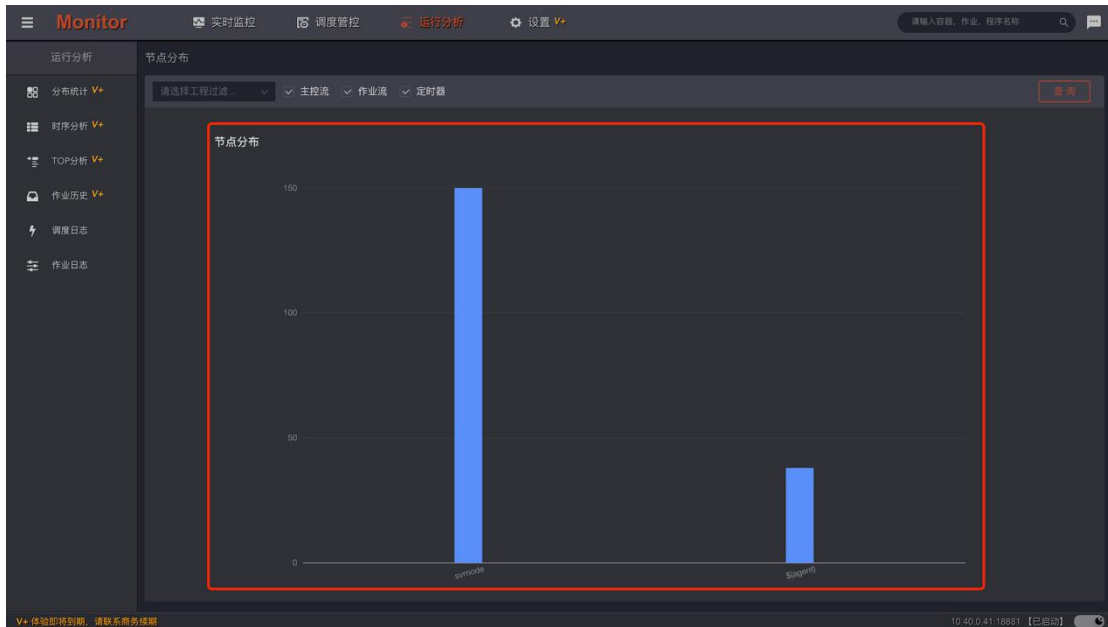 Monitor
实时监控
调度管控
运行分析
设置 V+
请输入容器, 作业, 程序名称
运行分析
节点分布
分布统计 V+
请选择工程过滤...
主控流
作业流
定时器
查询
时序分析 V+
节点分布
TOP分析 V+
作业历史 V+
150
调度日志
作业日志
100
50
0
svrnode
$(agent)
V+ 体验即将到期, 请联系商务续期
10.40.0.41:18881 【已启动】